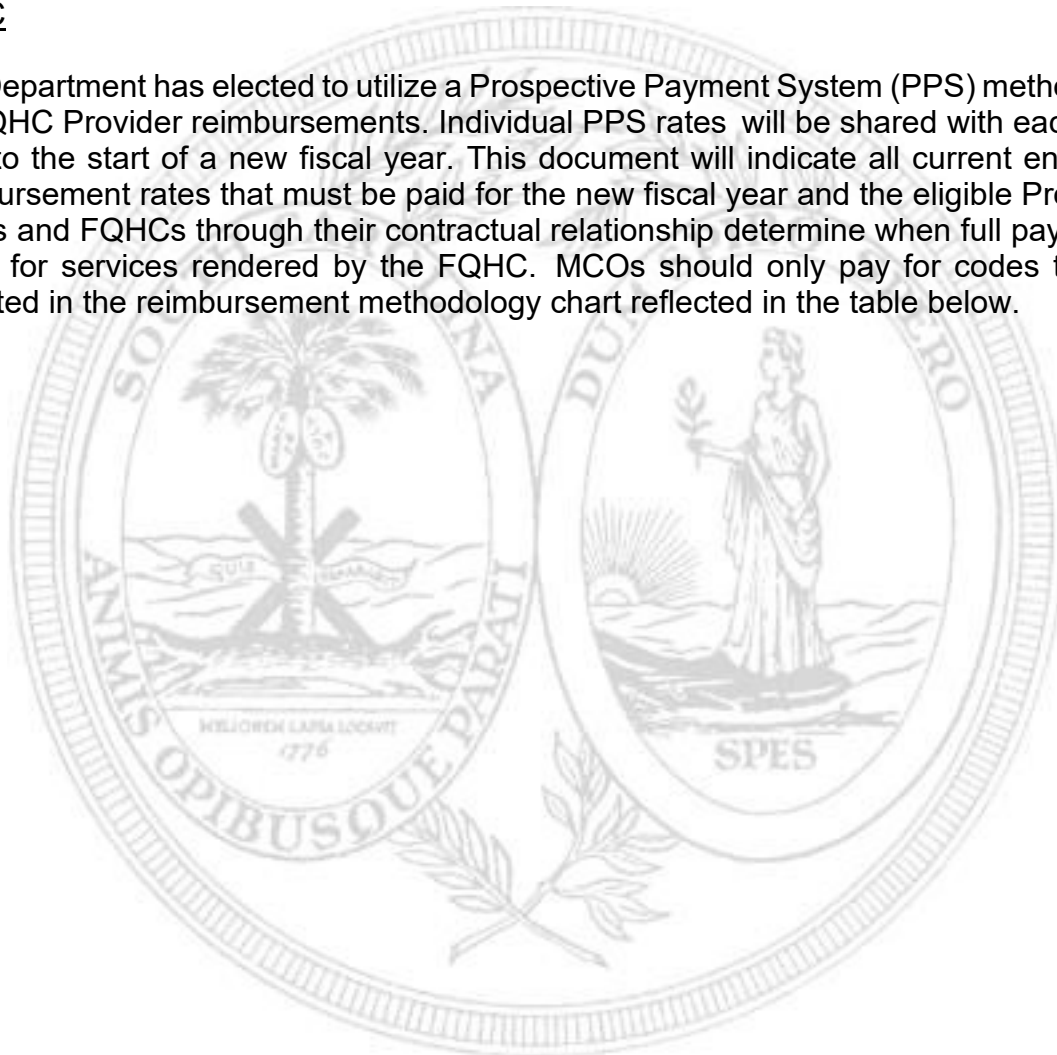 C
Department has elected to utilize a Prospective Payment System (PPS) metho
QHC Provider reimbursements. Individual PPS rates will be shared with eac
to the start of a new fiscal year. This document will indicate all current en
bursement rates that must be paid for the new fiscal year and the eligible Pr
s and FQHCs through their contractual relationship determine when full pay
for services rendered by the FQHC. MCOs should only pay for codes t
ted in the reimbursement methodology chart reflected in the table below.
ANIMIS OPIBUSQUE PARATI
MELIOREM LAPSA LOCAVIT
1776
SPES